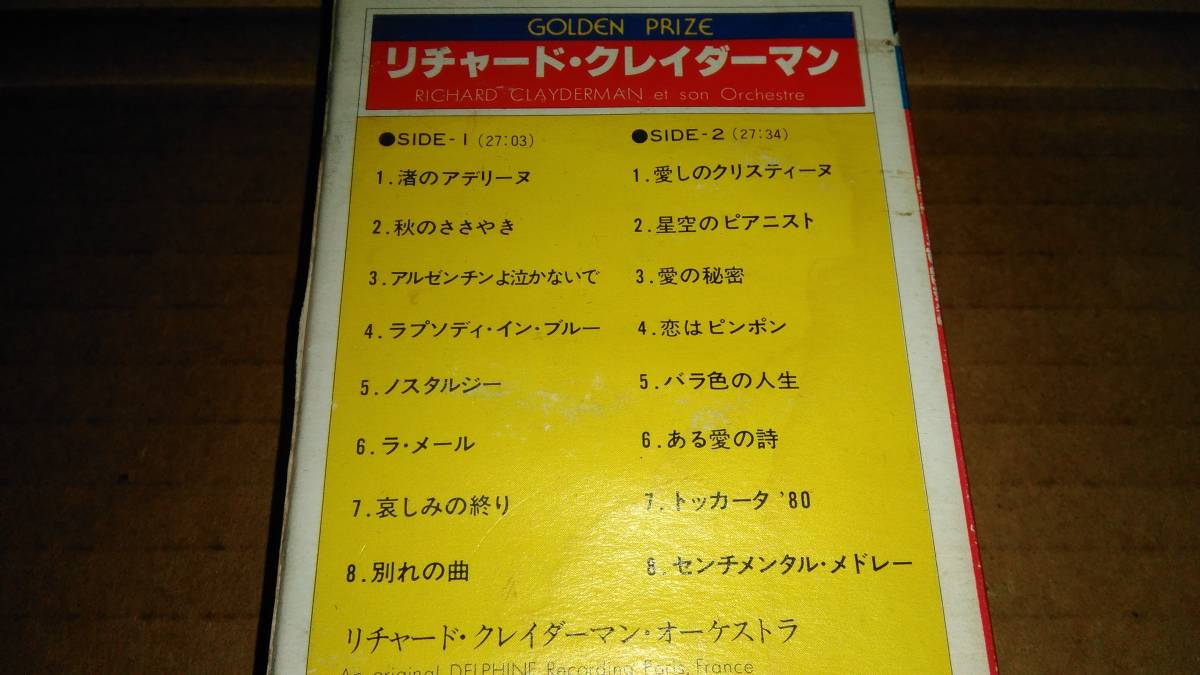 GOLDEN PRIZE
リチャード・クレイダーマン
RICHARD CLAYDERMAN et son Orchestre
●SIDE-1 (27:03)
1.渚のアデリーヌ
2.秋のささやき
3.アルゼンチンよ泣かないで
4.ラプソディ・イン・ブルー
5.ノスタルジー
6.ラ・メール
7.哀しみの終り
8.別れの曲
●SIDE-2 (27:34)
1.愛しのクリスティーヌ
2.星空のピアニスト
3.愛の秘密
4.恋はピンポン
5.バラ色の人生
6.ある愛の詩
7.トッカータ '80
8.センチメンタル・メドレー
リチャード・クレイダーマン・オーケストラ
An original DELPHINE Recording Paris, France